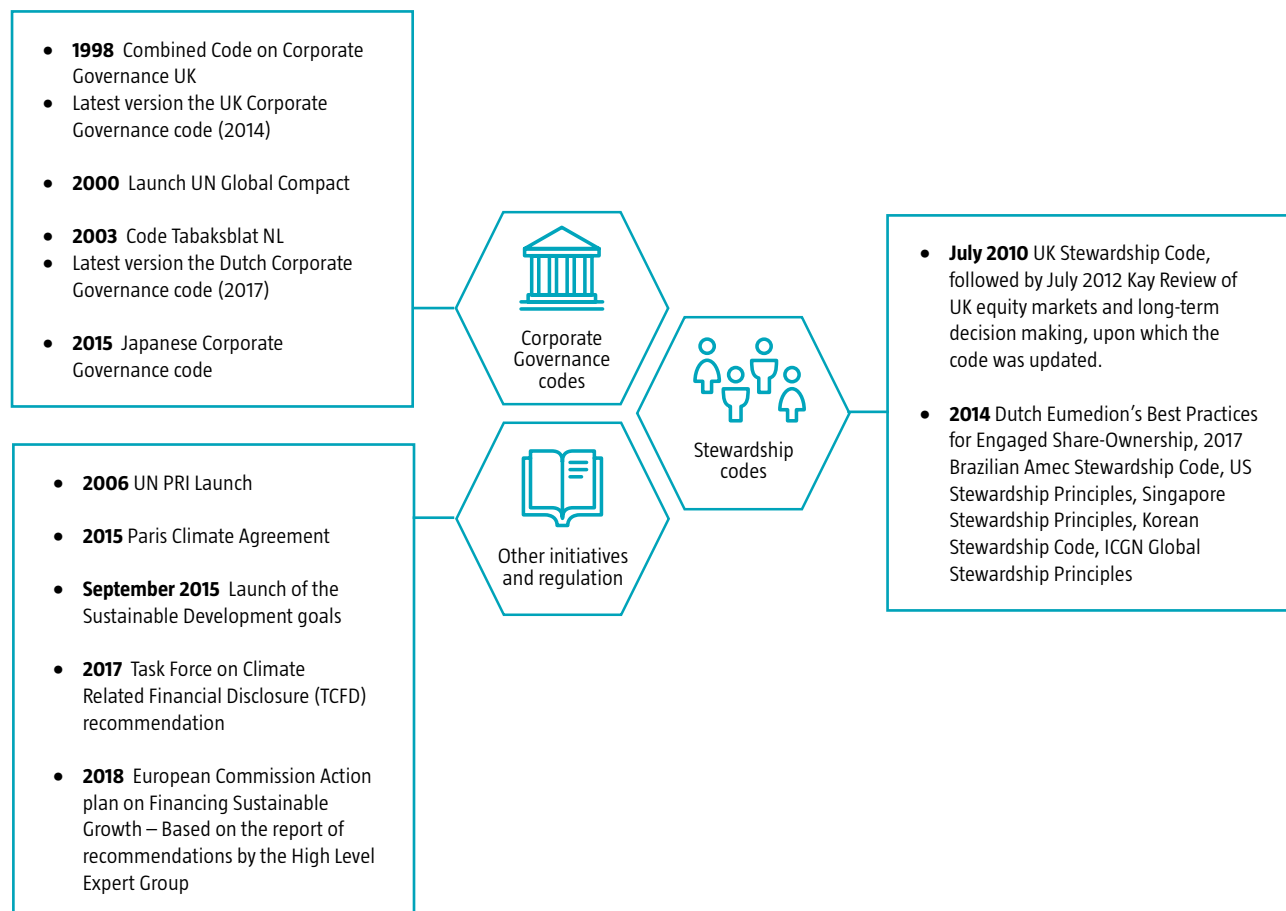 • 1998 Combined Code on Corporate
Governance UK
• Latest version the UK Corporate
Governance code (2014)
• 2000 Launch UN Global Compact
• 2003 Code Tabaksblat NL
• Latest version the Dutch Corporate
Governance code (2017)
• 2015 Japanese Corporate
Governance code
Corporate
Governance
codes
• 2006 UN PRI Launch
• 2015 Paris Climate Agreement
• September 2015 Launch of the
Sustainable Development goals
• 2017 Task Force on Climate
Related Financial Disclosure (TCFD)
recommendation
• 2018 European Commission Action
plan on Financing Sustainable
Growth – Based on the report of
recommendations by the High Level
Expert Group
Other initiatives
and regulation
Stewardship
codes
• July 2010 UK Stewardship Code,
followed by July 2012 Kay Review of
UK equity markets and long-term
decision making, upon which the
code was updated.
• 2014 Dutch Eumedion’s Best Practices
for Engaged Share-Ownership, 2017
Brazilian Amec Stewardship Code, US
Stewardship Principles, Singapore
Stewardship Principles, Korean
Stewardship Code, ICGN Global
Stewardship Principles